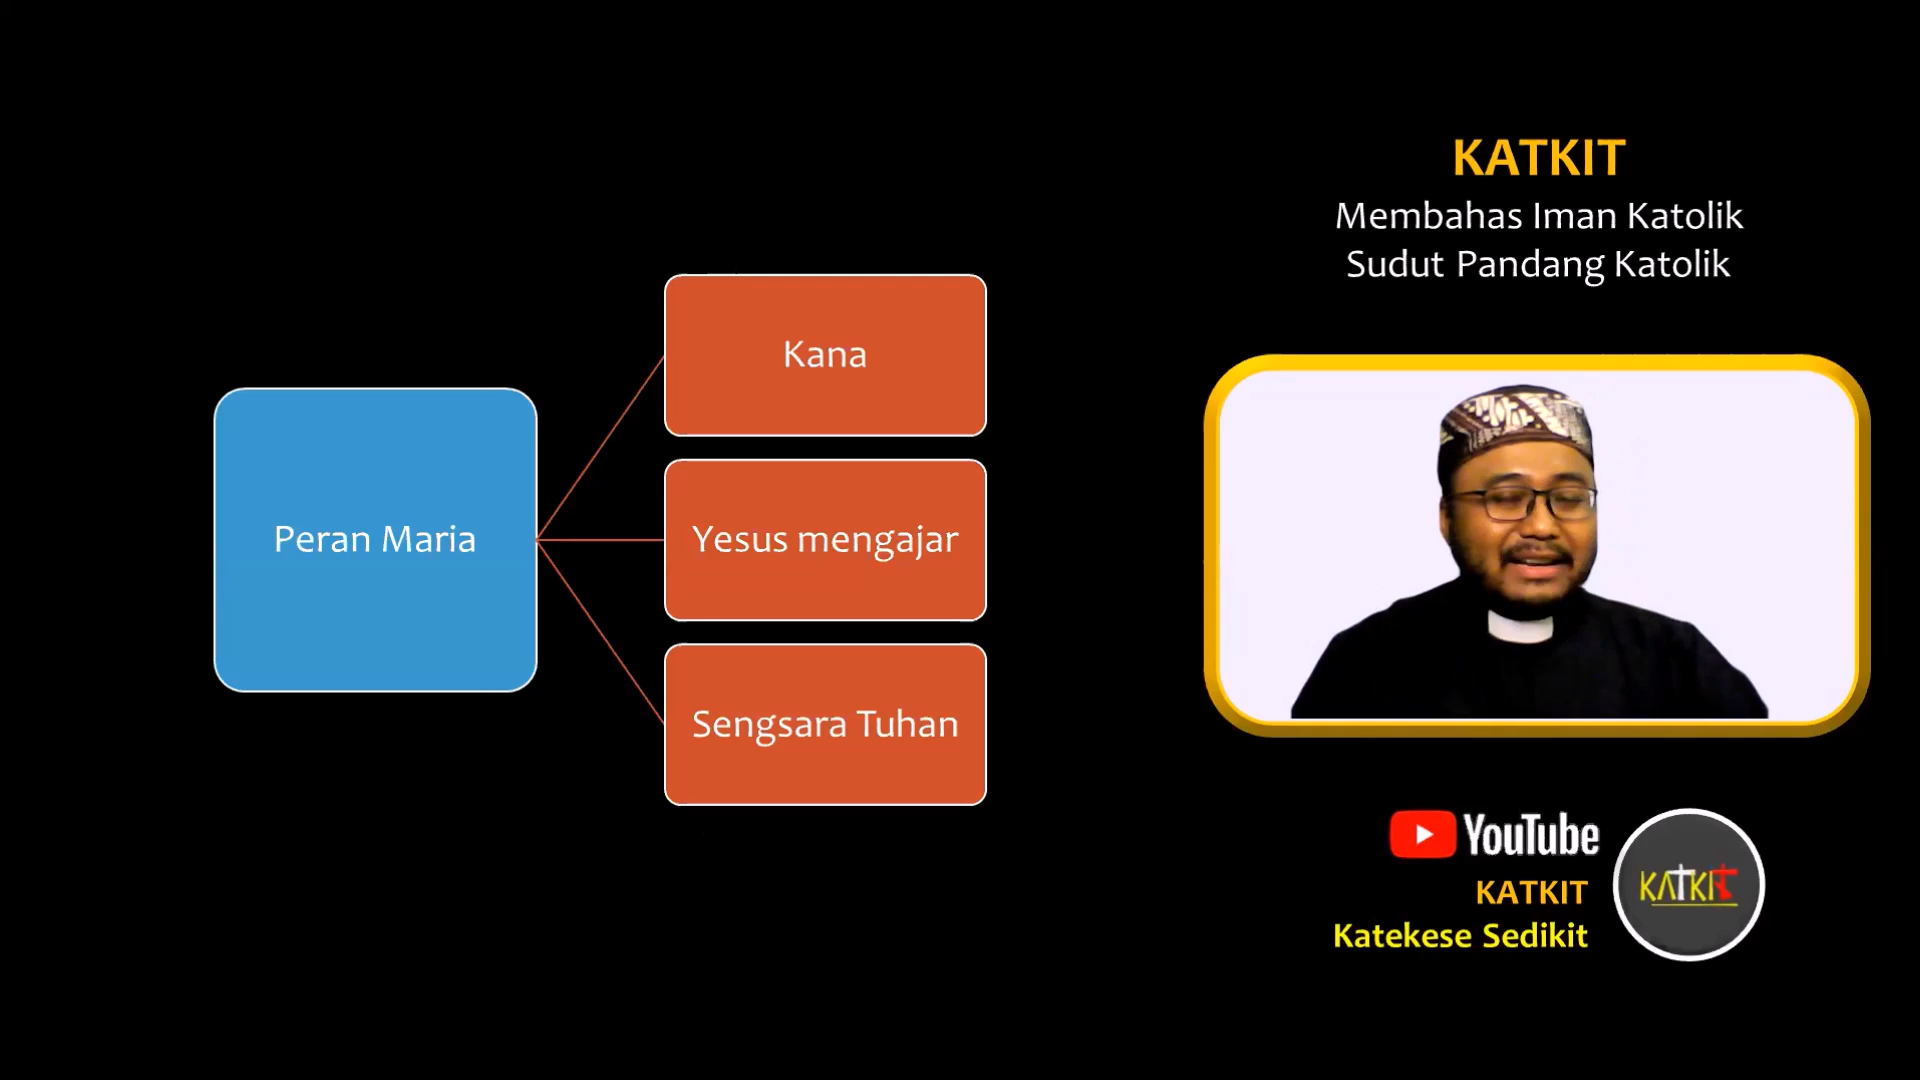 Peran Maria
Kana
Yesus mengajar
Sengsara Tuhan
KATKIT
Membahas Iman Katolik
Sudut Pandang Katolik
YouTube
KATKIT
Katekese Sedikit
KATKIT